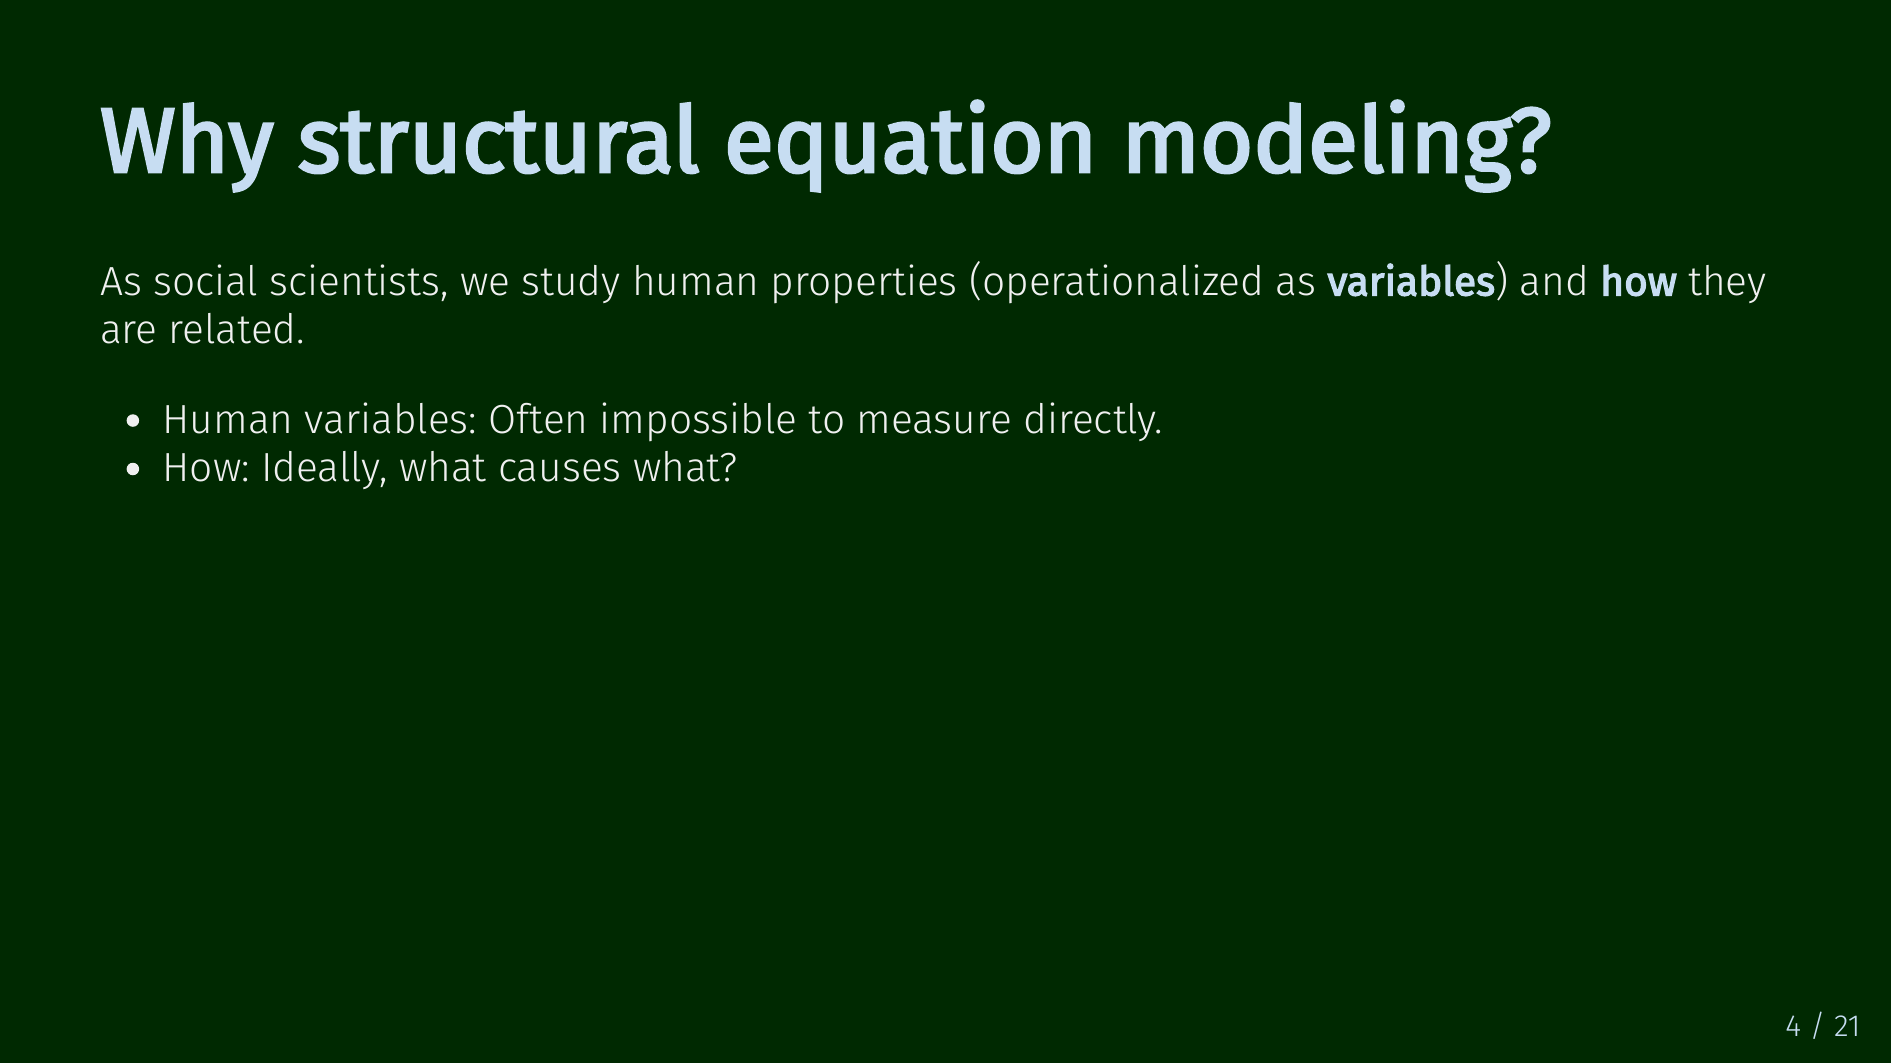 Why structural equation modeling?
As social scientists, we study human properties (operationalized as variables) and how they
are related.
• Human variables: Often impossible to measure directly.
• How: Ideally, what causes what?
4 / 21